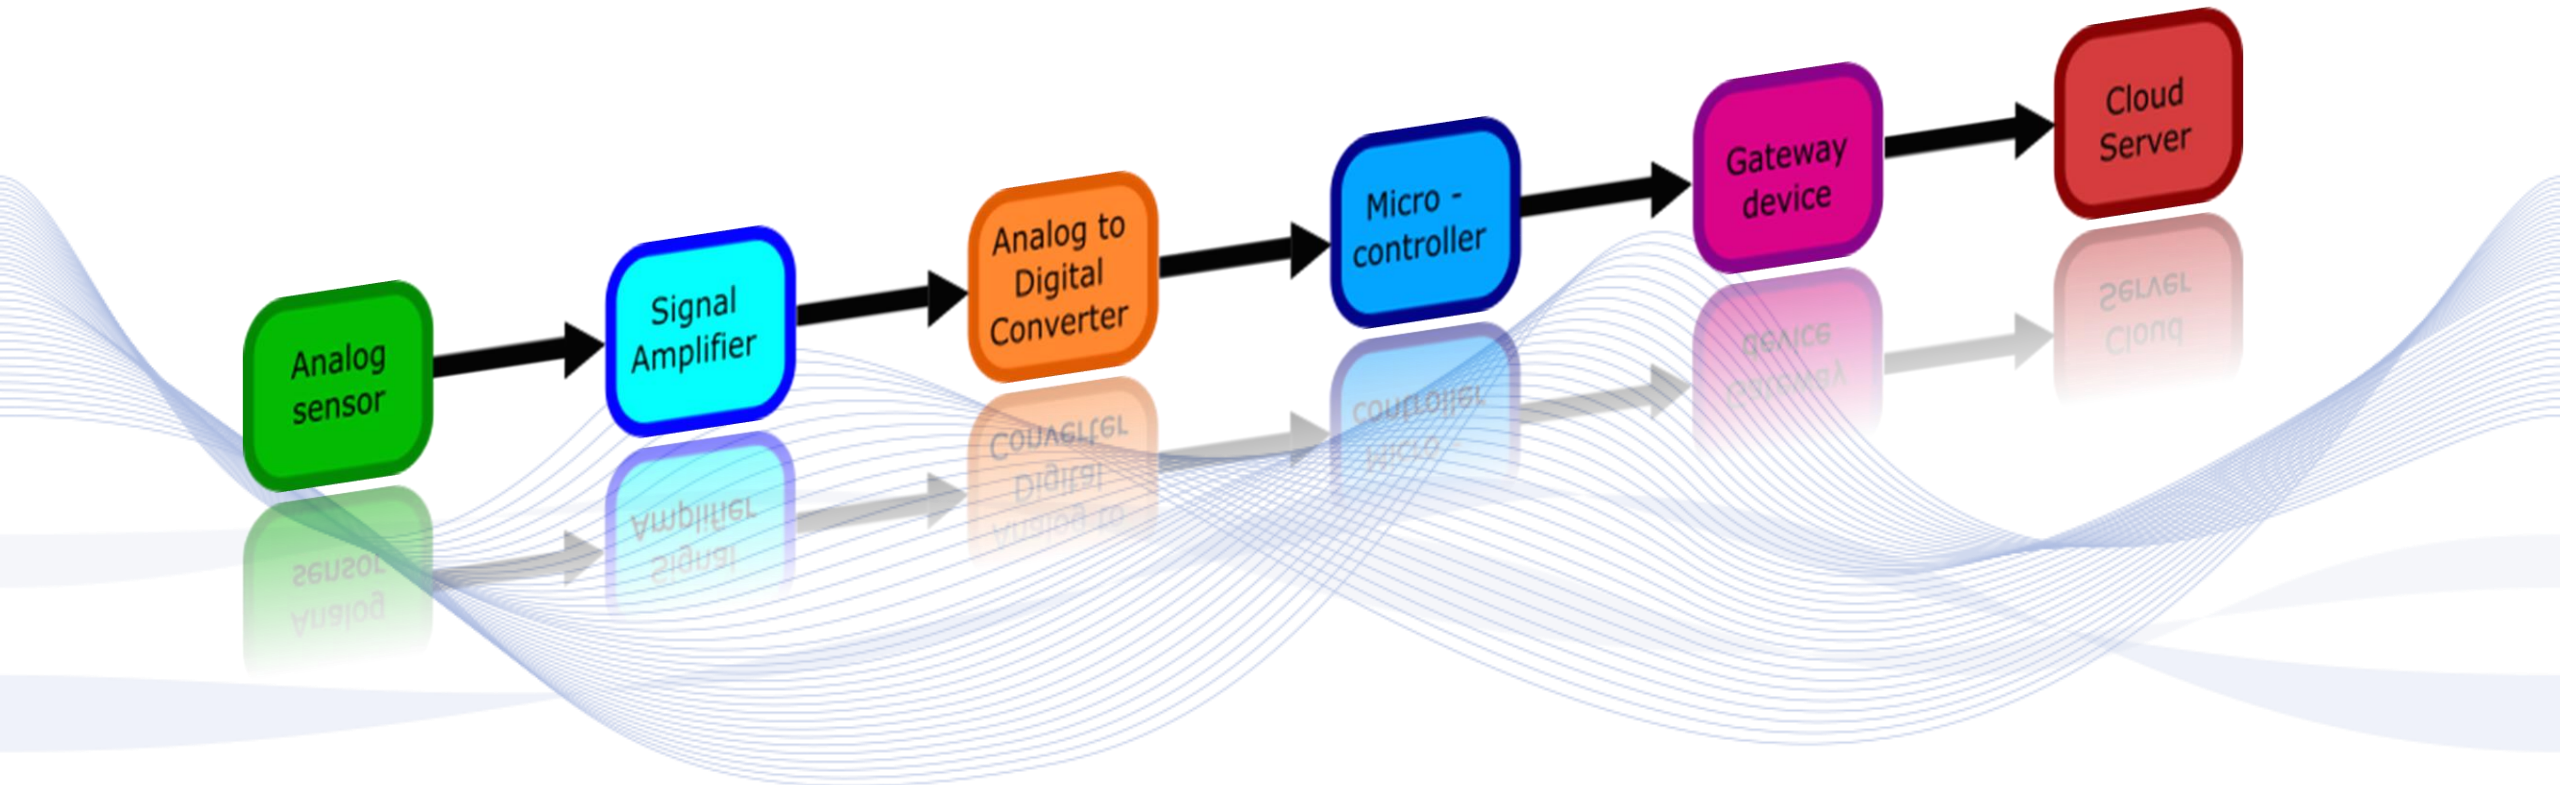 Analog
sensor
Signal
Amplifier
Analog to
Digital
Converter
Micro -
controller
Gateway
device
Cloud
Server